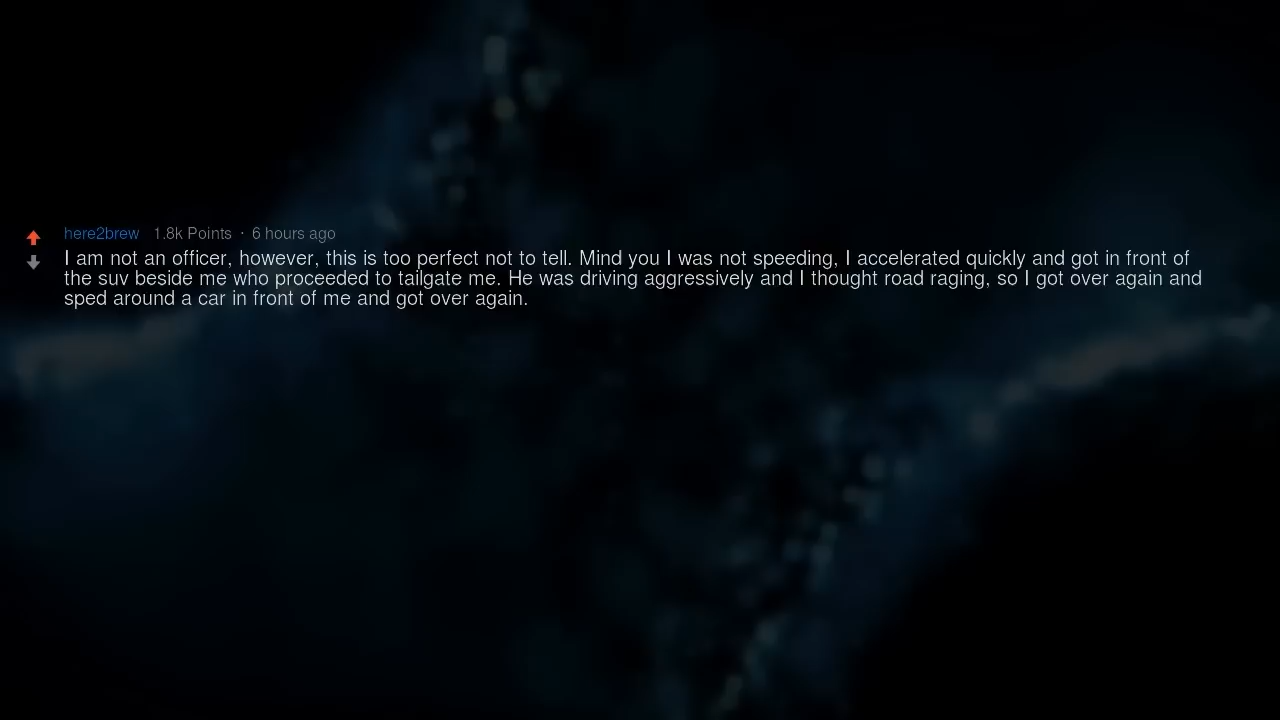 here2brew 1.8k Points · 6 hours ago
I am not an officer, however, this is too perfect not to tell. Mind you I was not speeding, I accelerated quickly and got in front of
the suv beside me who proceeded to tailgate me. He was driving aggressively and I thought road raging, so I got over again and
sped around a car in front of me and got over again.